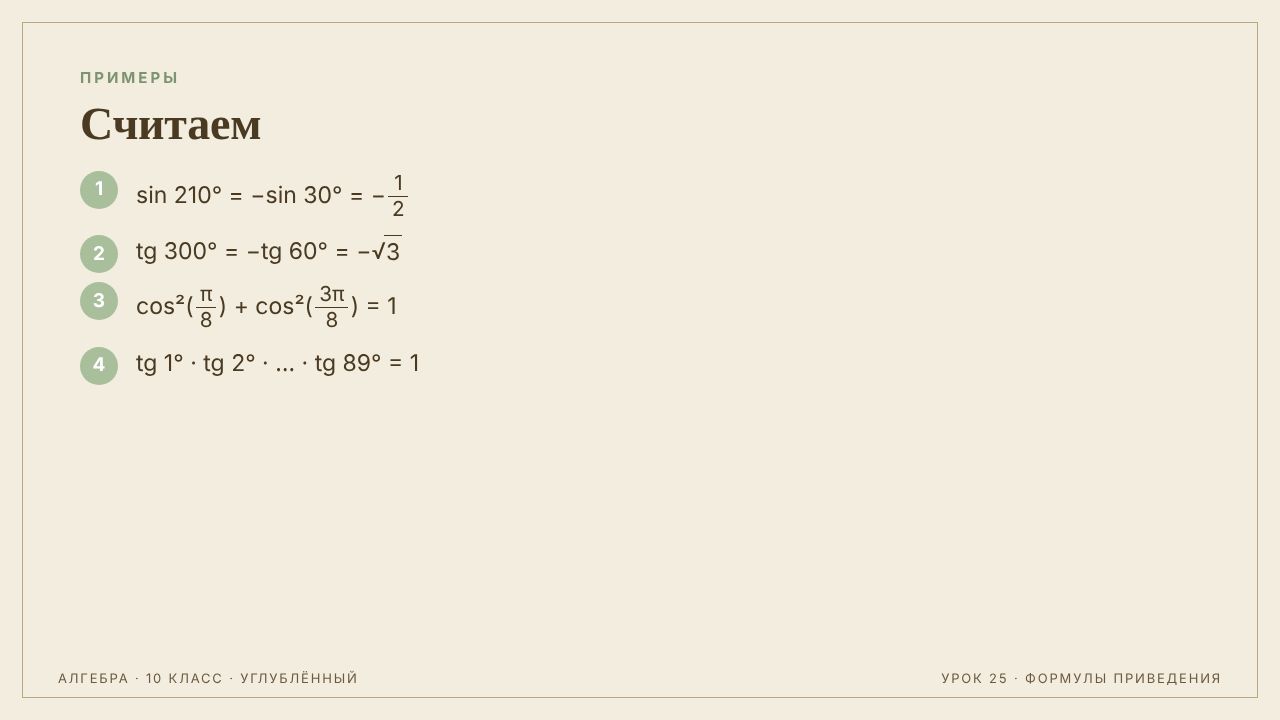 ПРИМЕРЫ
Считаем
1 sin 210° = −sin 30° = −1/2
2 tg 300° = −tg 60° = −√3
3 cos²(π/8) + cos²(3π/8) = 1
4 tg 1° · tg 2° · … · tg 89° = 1
АЛГЕБРА · 10 КЛАСС · УГЛУБЛЁННЫЙ
УРОК 25 · ФОРМУЛЫ ПРИВЕДЕНИЯ